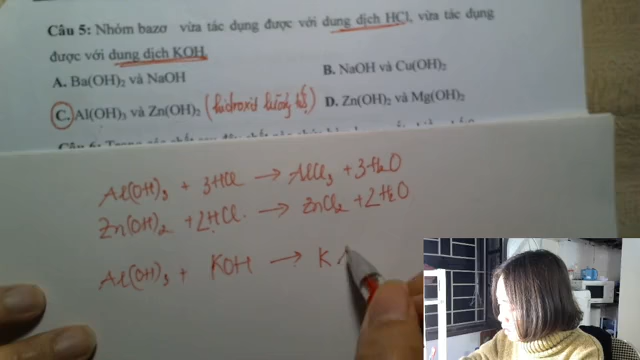 Câu 5: Nhóm bazơ vừa tác dụng được với dung dịch HCl, vừa tác dụng
được với dung dịch KOH
A. Ba(OH)₂ và NaOH
B. NaOH và Cu(OH)₂
C. Al(OH)₃ và Zn(OH)₂ (hidroxit lưỡng tính)
D. Zn(OH)₂ và Mg(OH)₂
Al(OH)₃ + 3HCl → AlCl₃ + 3H₂O
Zn(OH)₂ + 2HCl → ZnCl₂ + 2H₂O
Al(OH)₃ + KOH → K A